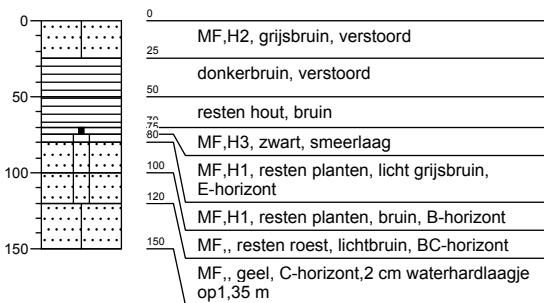 0
0
MF,H2, grijsbruin, verstoord
25
donkerbruin, verstoord
50
50
resten hout, bruin
70
75
MF,H3, zwart, smeerlaag
80
MF,H1, resten planten, licht grijsbruin,
E-horizont
100
100
MF,H1, resten planten, bruin, B-horizont
120
MF,, resten roest, lichtbruin, BC-horizont
150
150
MF,, geel, C-horizont,2 cm waterhardlaagje
op1,35 m